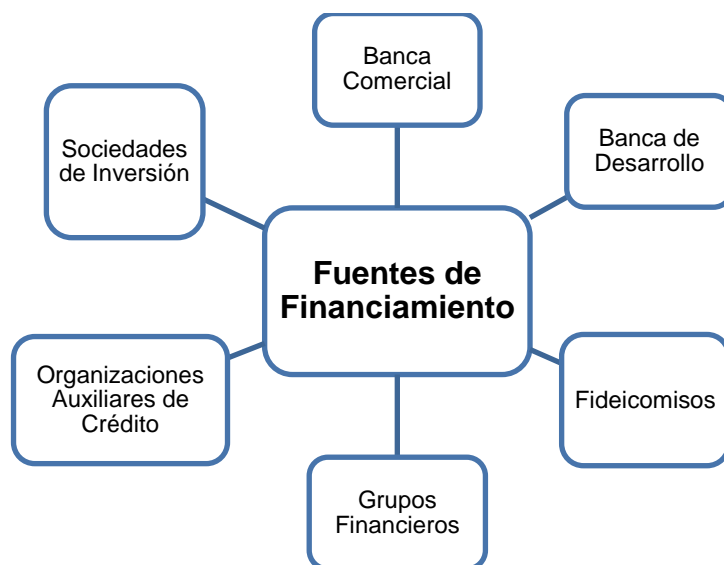 Banca
Comercial
Sociedades
de Inversión
Banca de
Desarrollo
Fuentes de
Financiamiento
Organizaciones
Auxiliares de
Crédito
Fideicomisos
Grupos
Financieros